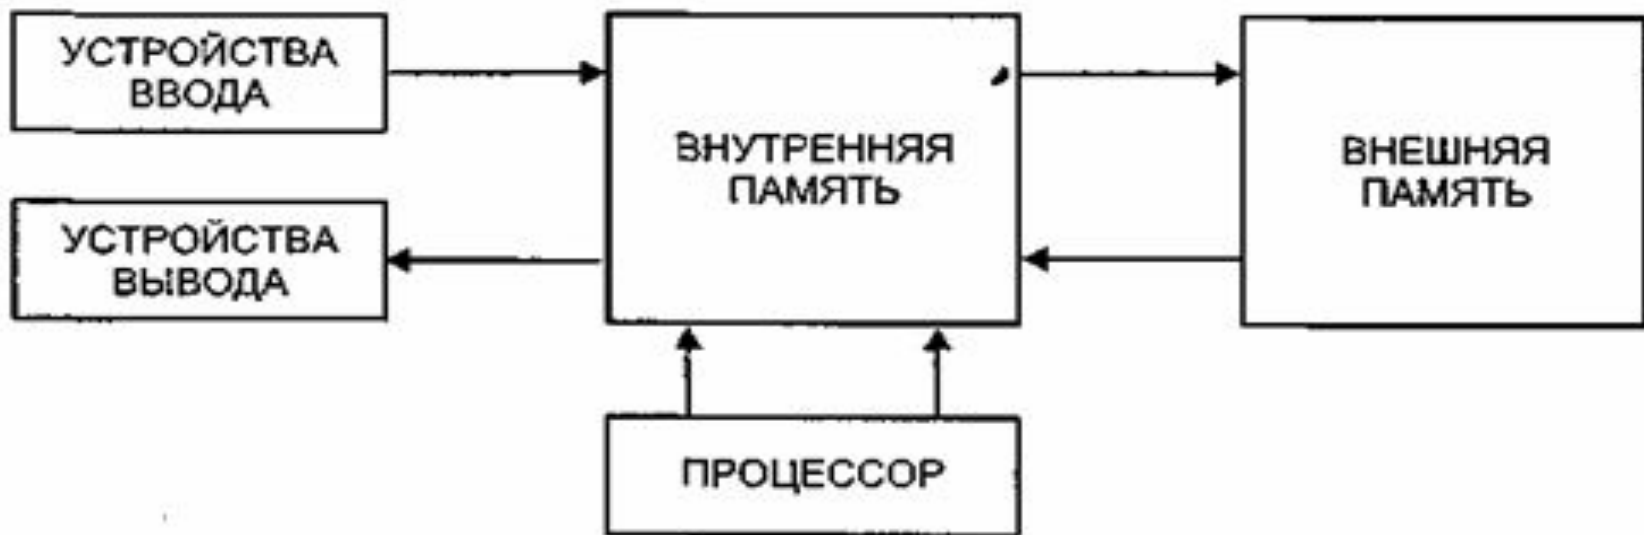 УСТРОЙСТВА
ВВОДА
ВНУТРЕННЯЯ
ПАМЯТЬ
ВНЕШНЯЯ
ПАМЯТЬ
УСТРОЙСТВА
ВЫВОДА
ПРОЦЕССОР